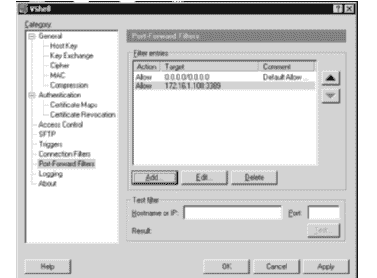 VShell
Category:
General
Host Key
Key Exchange
Cipher
MAC
Compression
Authentication
Certificate Maps
Certificate Revocation
Access Control
SFTP
Triggers
Connection Filters
Port-Forward Filters
Logging
About
Port-Forward Filters
Filter entries
Action Target Comment
Allow 0.0.0.0/0.0.0.0 Default Allow ...
Allow 172.16.1.108:3389
Add... Edit... Delete
Test filter
Hostname or IP: Port:
Result: Test...
Help OK Cancel Apply